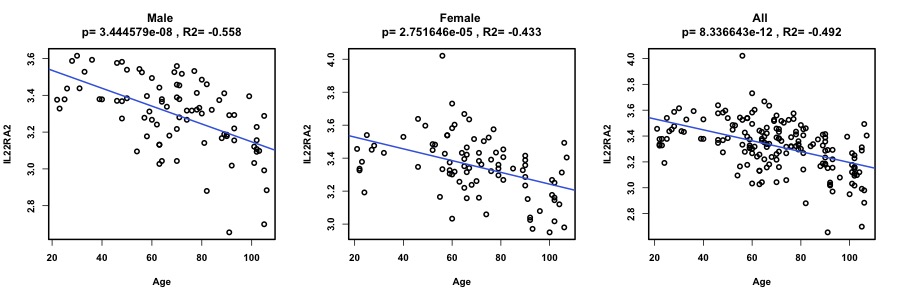 Male
p= 3.444579e-08 , R2= -0.558
3.6
3.4
3.2
3.0
2.8
IL22RA2
20 40 60 80 100
Age
Female
p= 2.751646e-05 , R2= -0.433
4.0
3.8
3.6
3.4
3.2
3.0
IL22RA2
20 40 60 80 100
Age
All
p= 8.336643e-12 , R2= -0.492
4.0
3.8
3.6
3.4
3.2
3.0
2.8
IL22RA2
20 40 60 80 100
Age